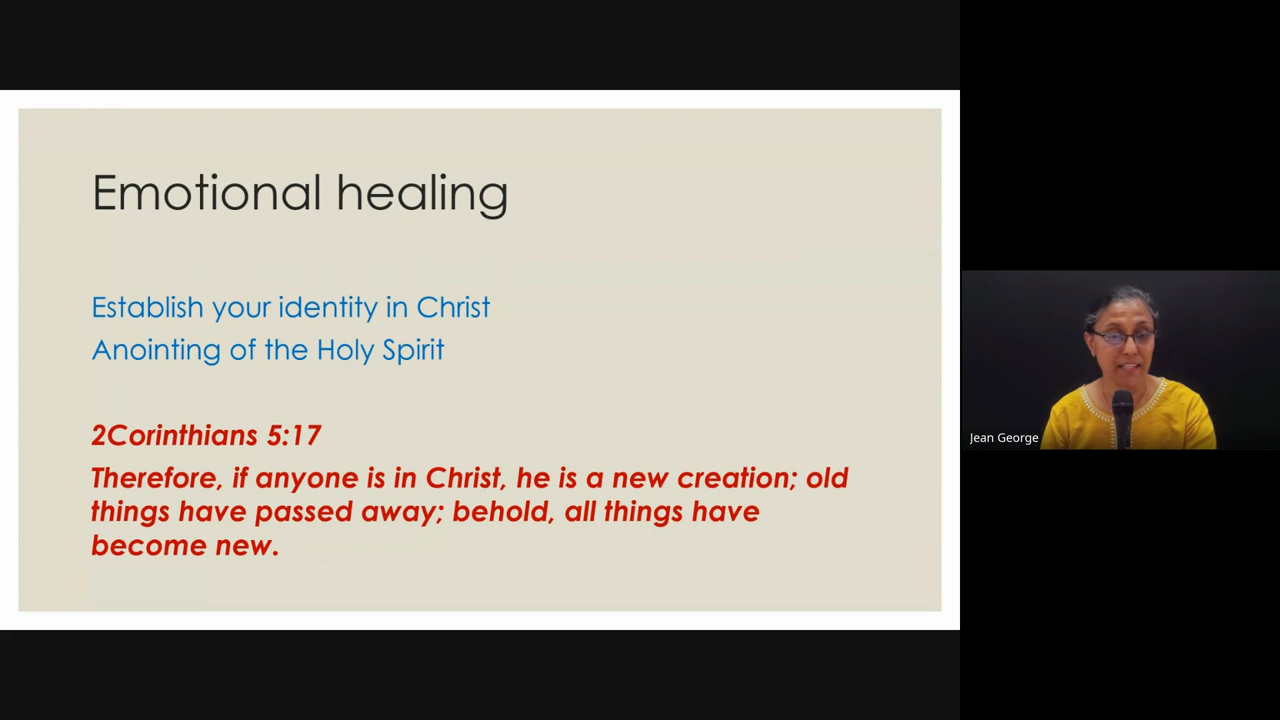 Emotional healing
Establish your identity in Christ
Anointing of the Holy Spirit
2Corinthians 5:17
Therefore, if anyone is in Christ, he is a new creation; old
things have passed away; behold, all things have
become new.
Jean George